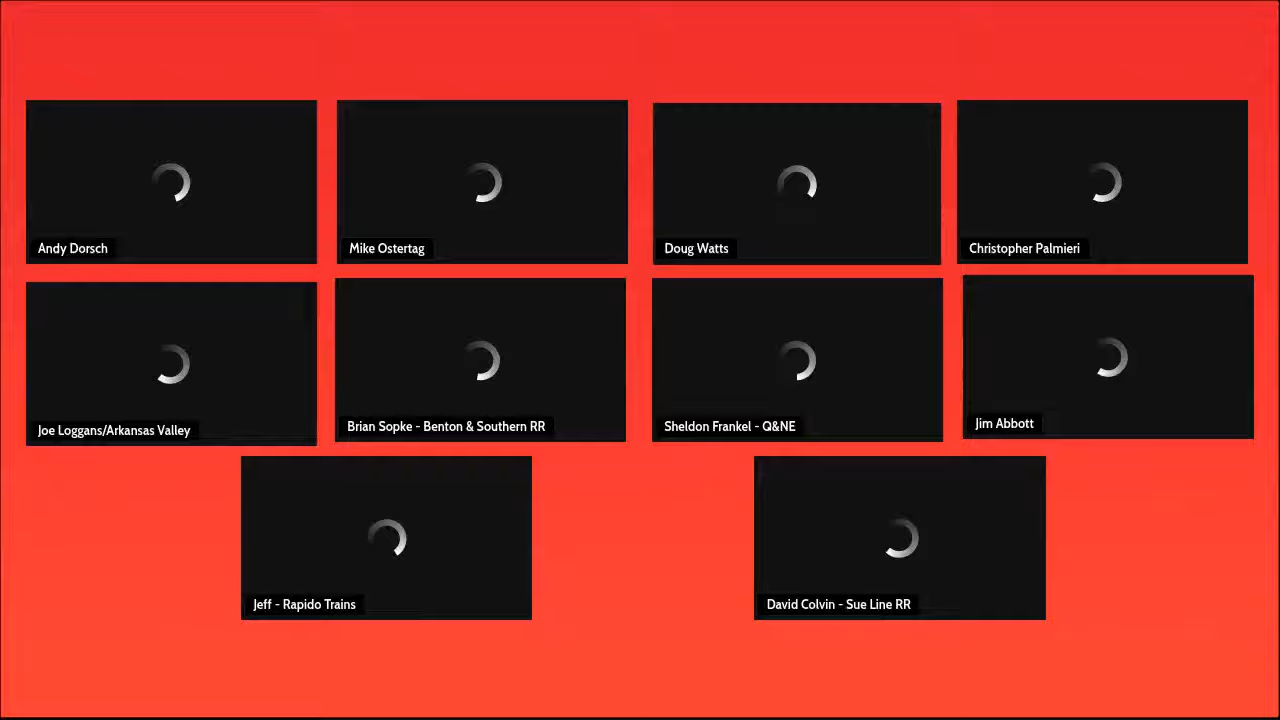 Andy Dorsch
Mike Ostertag
Doug Watts
Christopher Palmieri
Joe Loggans/Arkansas Valley
Brian Sopke - Benton & Southern RR
Sheldon Frankel - Q&NE
Jim Abbott
Jeff - Rapido Trains
David Colvin - Sue Line RR